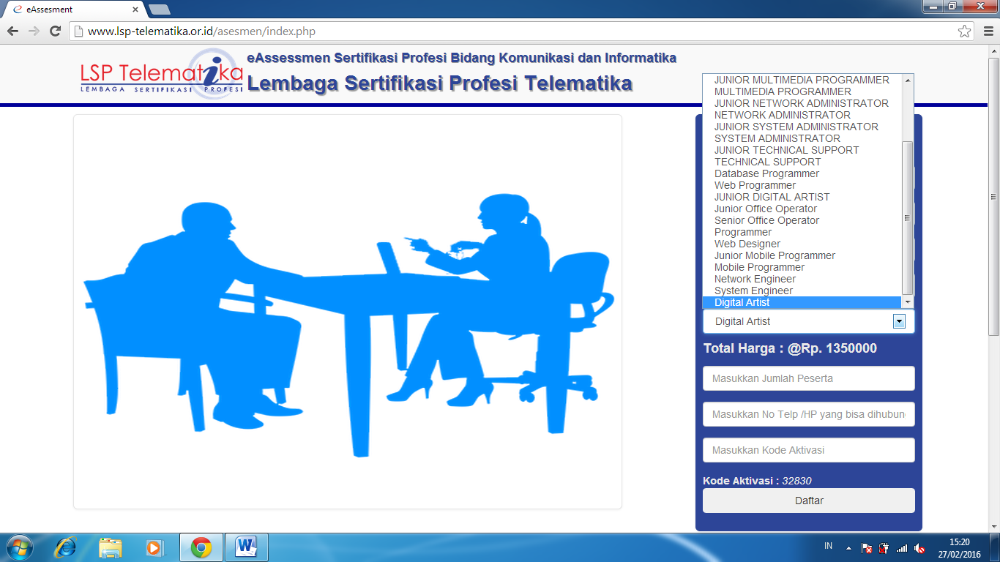 eAssesment
www.lsp-telematika.or.id/asesmen/index.php
LSP Telematika
LEMBAGA SERTIFIKASI PROFESI
eAssessmen Sertifikasi Profesi Bidang Komunikasi dan Informatika
Lembaga Sertifikasi Profesi Telematika
JUNIOR MULTIMEDIA PROGRAMMER
MULTIMEDIA PROGRAMMER
JUNIOR NETWORK ADMINISTRATOR
NETWORK ADMINISTRATOR
JUNIOR SYSTEM ADMINISTRATOR
SYSTEM ADMINISTRATOR
JUNIOR TECHNICAL SUPPORT
TECHNICAL SUPPORT
Database Programmer
Web Programmer
JUNIOR DIGITAL ARTIST
Junior Office Operator
Senior Office Operator
Programmer
Web Designer
Junior Mobile Programmer
Mobile Programmer
Network Engineer
System Engineer
Digital Artist
Digital Artist
Total Harga : @Rp. 1350000
Masukkan Jumlah Peserta
Masukkan No Telp /HP yang bisa dihubun
Masukkan Kode Aktivasi
Kode Aktivasi : 32830
Daftar
IN
15:20
27/02/2016